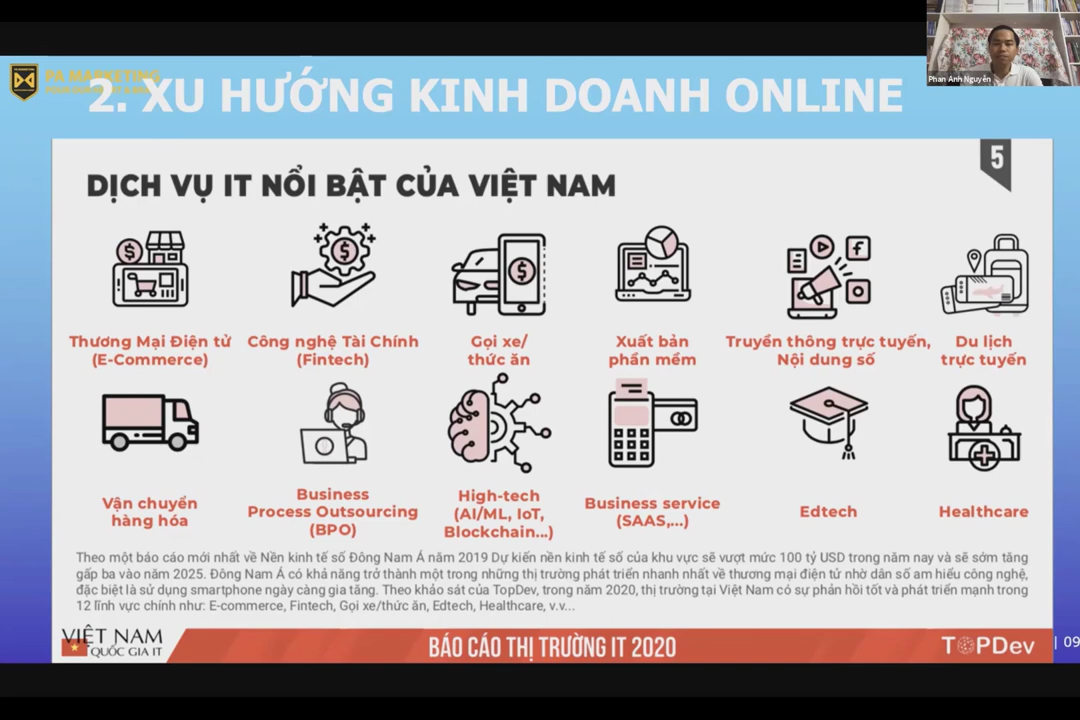 PA MARKETING
2. XU HƯỚNG KINH DOANH ONLINE
Phan Anh Nguyễn
5
DỊCH VỤ IT NỔI BẬT CỦA VIỆT NAM
Thương Mại Điện tử
(E-Commerce)
Công nghệ Tài Chính
(Fintech)
Gọi xe/
thức ăn
Xuất bản
phần mềm
Truyền thông trực tuyến,
Nội dung số
Du lịch
trực tuyến
Vận chuyển
hàng hóa
Business
Process Outsourcing
(BPO)
High-tech
(AI/ML, IoT,
Blockchain...)
Business service
(SAAS,...)
Edtech
Healthcare
Theo một báo cáo mới nhất về Nền kinh tế số Đông Nam Á năm 2019 Dự kiến nền kinh tế số của khu vực sẽ vượt mức 100 tỷ USD trong năm nay và sẽ sớm tăng
gấp ba vào năm 2025. Đông Nam Á có khả năng trở thành một trong những thị trường phát triển nhanh nhất về thương mại điện tử nhờ dân số am hiểu công nghệ,
đặc biệt là sử dụng smartphone ngày càng gia tăng. Theo khảo sát của TopDev, trong năm 2020, thị trường tại Việt Nam có sự phản hồi tốt và phát triển mạnh trong
12 lĩnh vực chính như: E-commerce, Fintech, Gọi xe/thức ăn, Edtech, Healthcare, v.v...
VIỆT NAM
QUỐC GIA IT
BÁO CÁO THỊ TRƯỜNG IT 2020
TOPDev
| 09